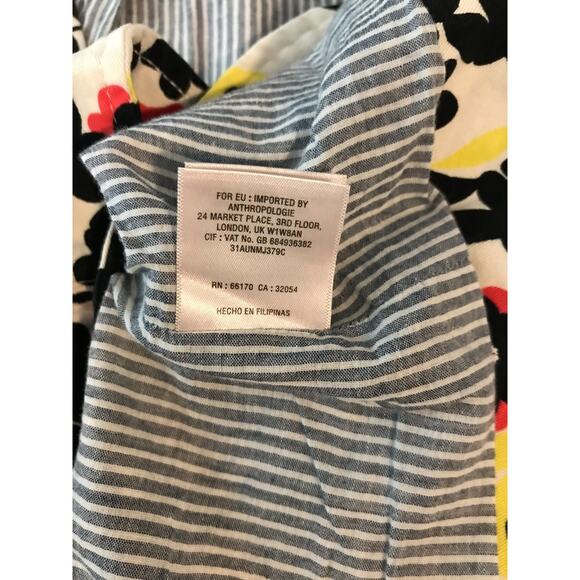 FOR EU : IMPORTED BY
ANTHROPOLOGIE
24 MARKET PLACE, 3RD FLOOR,
LONDON, UK W1W8AN
CIF : VAT No. GB 684936382
31AUNMJ379C
RN : 66170 CA : 32054
HECHO EN FILIPINAS